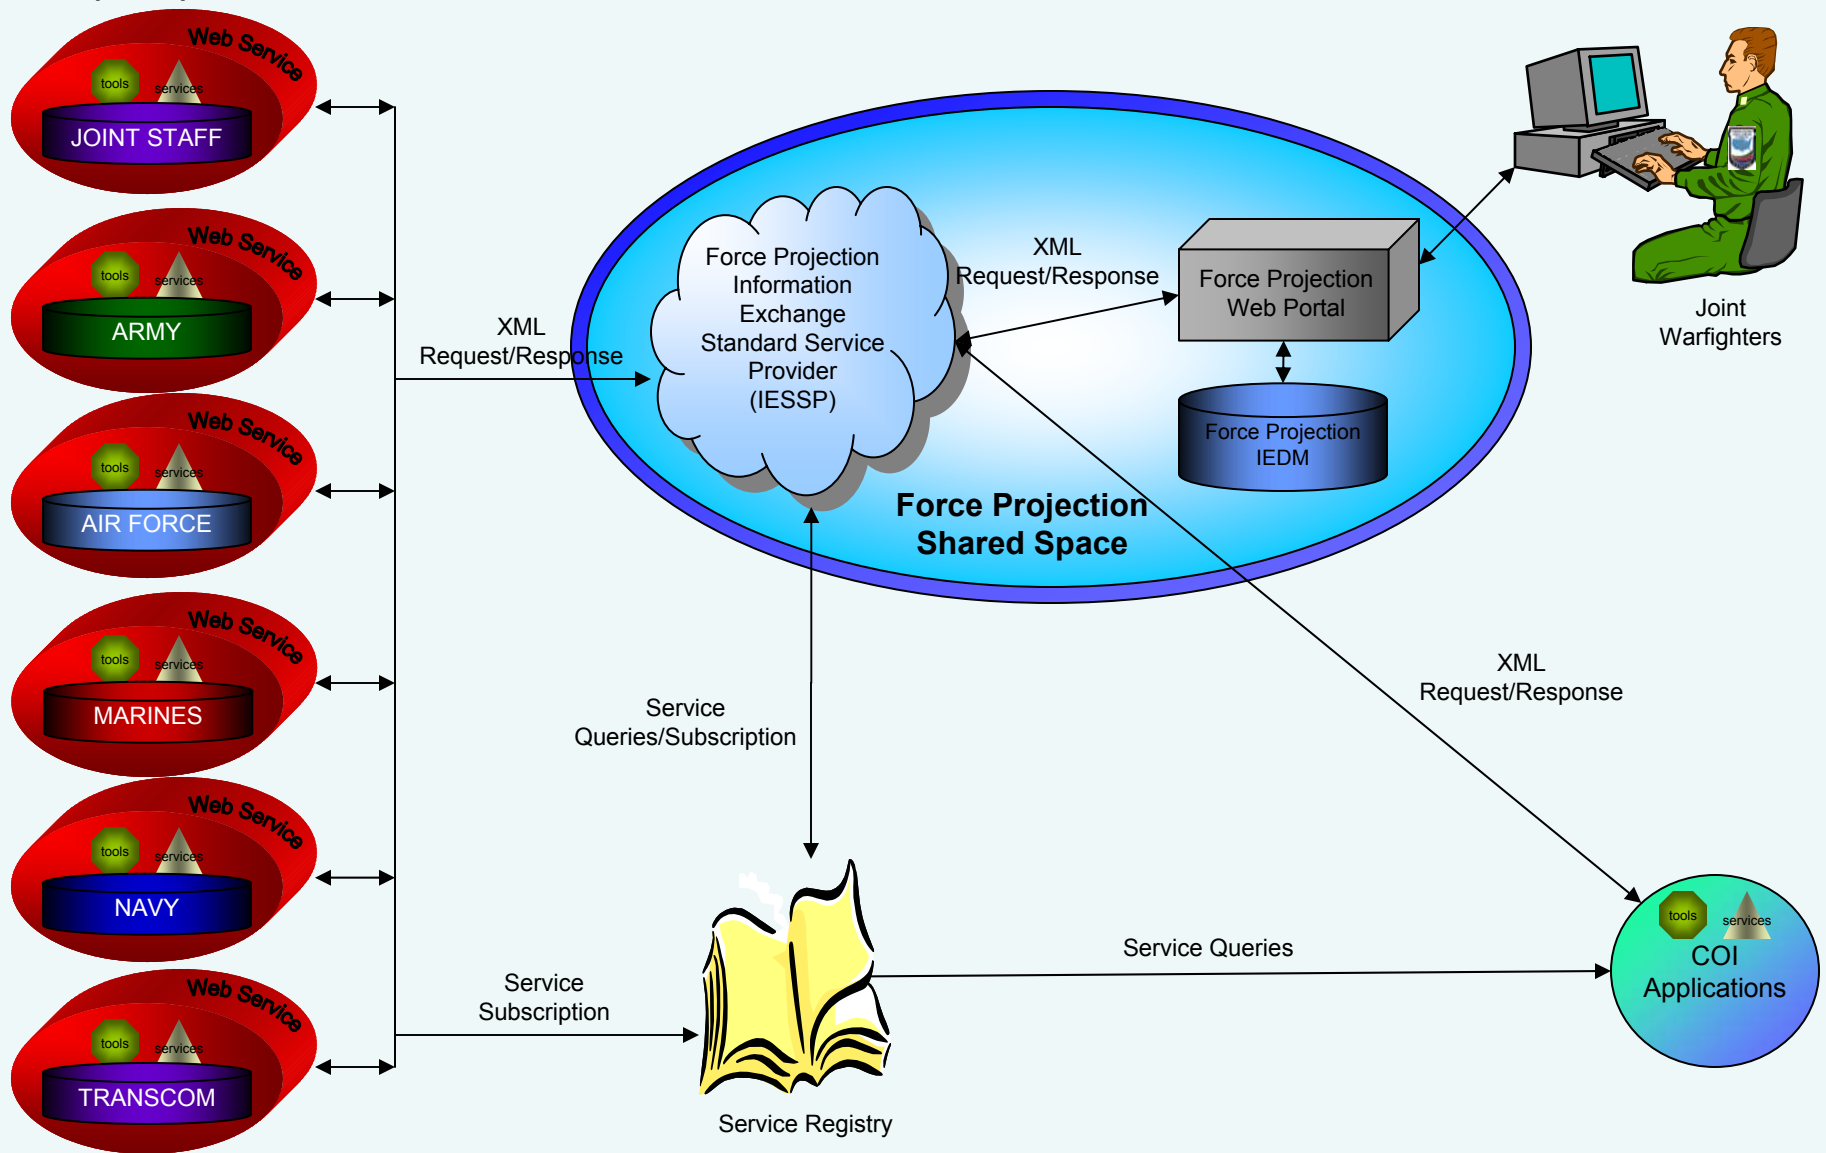 Web Service
tools
services
JOINT STAFF
Web Service
tools
services
ARMY
Web Service
tools
services
AIR FORCE
Web Service
tools
services
MARINES
Web Service
tools
services
NAVY
Web Service
tools
services
TRANSCOM
XML
Request/Response
Force Projection
Information
Exchange
Standard Service
Provider
(IESSP)
XML
Request/Response
Force Projection
Web Portal
Force Projection
IEDM
Force Projection
Shared Space
Joint
Warfighters
Service
Queries/Subscription
XML
Request/Response
Service
Subscription
Service Registry
Service Queries
tools
services
COI
Applications